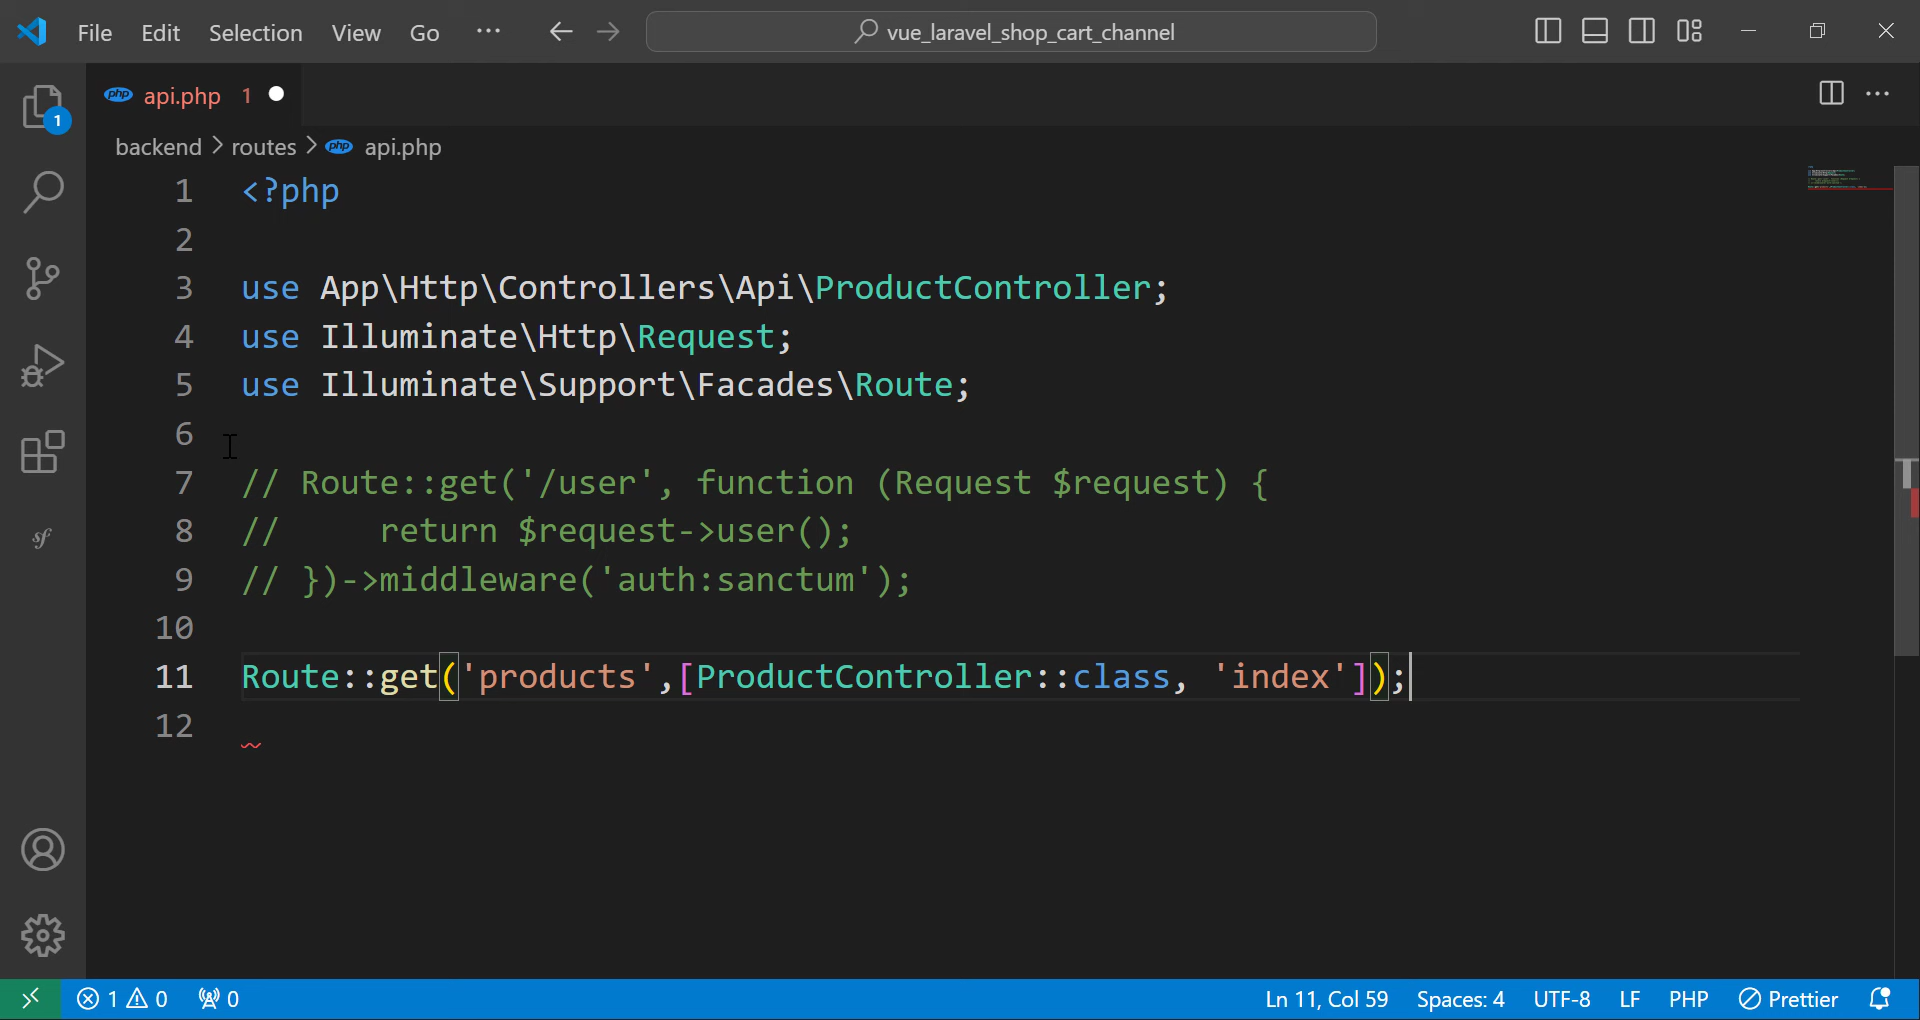 File Edit Selection View Go ··· vue_laravel_shop_cart_channel
1
php api.php 1
backend > routes > php api.php
1 <?php
2
3 use App\Http\Controllers\Api\ProductController;
4 use Illuminate\Http\Request;
5 use Illuminate\Support\Facades\Route;
6
7 // Route::get('/user', function (Request $request) {
8 //     return $request->user();
9 // })->middleware('auth:sanctum');
10
11 Route::get('products',[ProductController::class, 'index']);
12
sf
1 0 0 Ln 11, Col 59 Spaces: 4 UTF-8 LF PHP Prettier